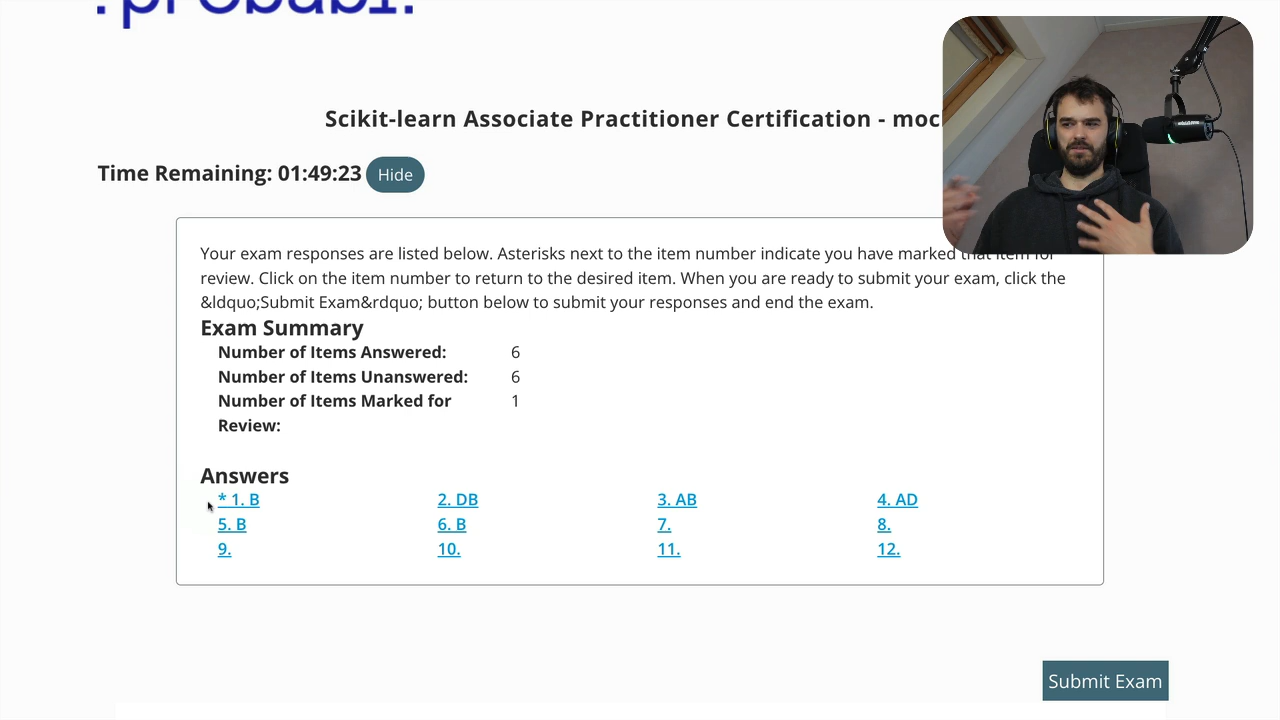 :probabl.
Scikit-learn Associate Practitioner Certification - moc
Time Remaining: 01:49:23 Hide
Your exam responses are listed below. Asterisks next to the item number indicate you have marked that item for
review. Click on the item number to return to the desired item. When you are ready to submit your exam, click the
&ldquo;Submit Exam&rdquo; button below to submit your responses and end the exam.
Exam Summary
Number of Items Answered: 6
Number of Items Unanswered: 6
Number of Items Marked for 1
Review:
Answers
* 1. B 2. DB 3. AB 4. AD
5. B 6. B 7. 8.
9. 10. 11. 12.
Submit Exam